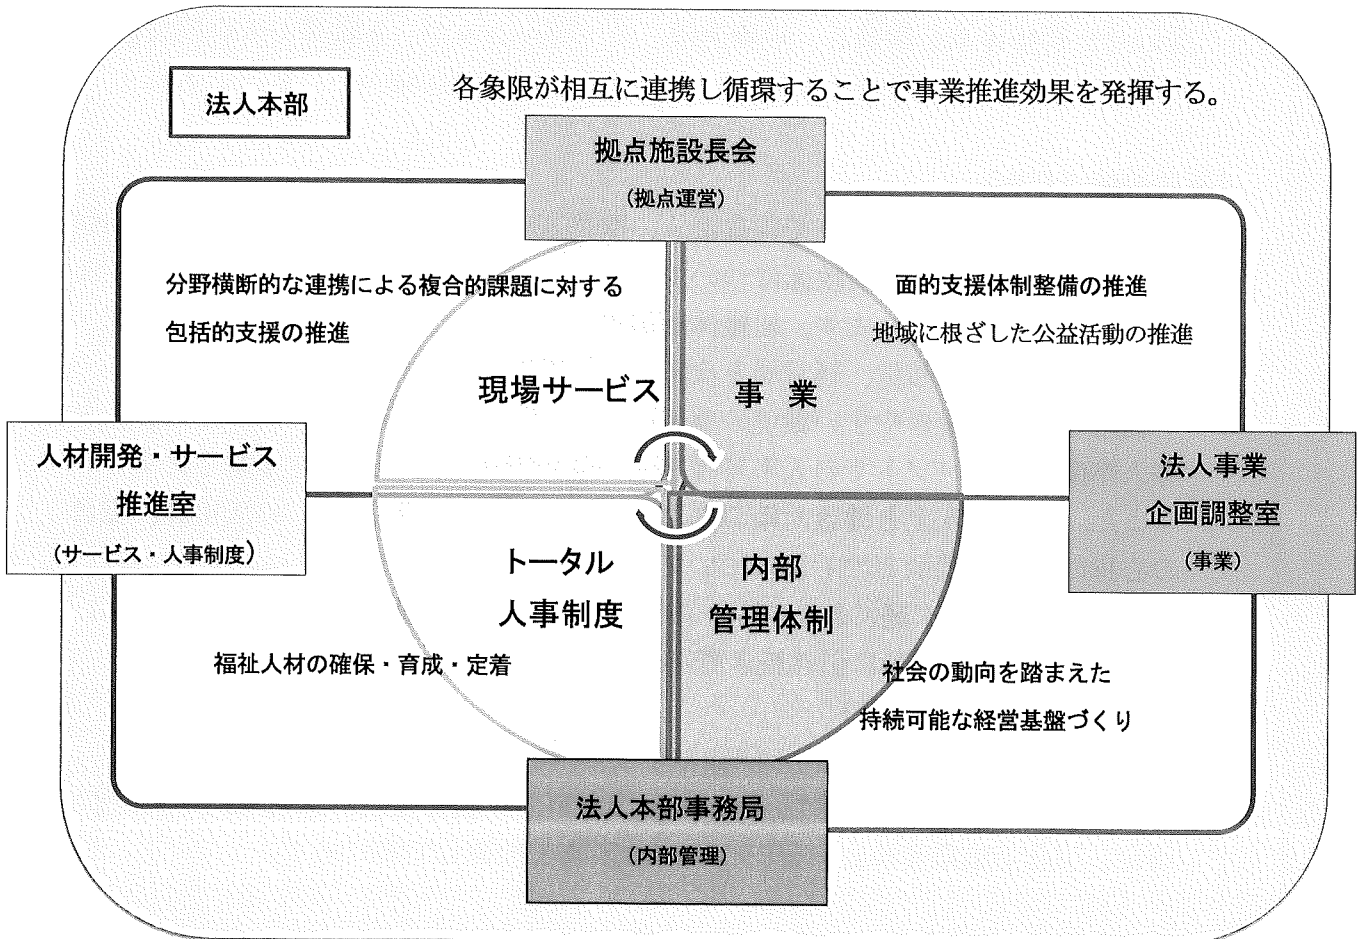 法人本部
各象限が相互に連携し循環することで事業推進効果を発揮する。
拠点施設長会
(拠点運営)
分野横断的な連携による複合的課題に対する
包括的支援の推進
面的支援体制整備の推進
地域に根ざした公益活動の推進
現場サービス
事 業
人材開発・サービス
推進室
(サービス・人事制度)
法人事業
企画調整室
(事業)
トータル
人事制度
内部
管理体制
福祉人材の確保・育成・定着
社会の動向を踏まえた
持続可能な経営基盤づくり
法人本部事務局
(内部管理)